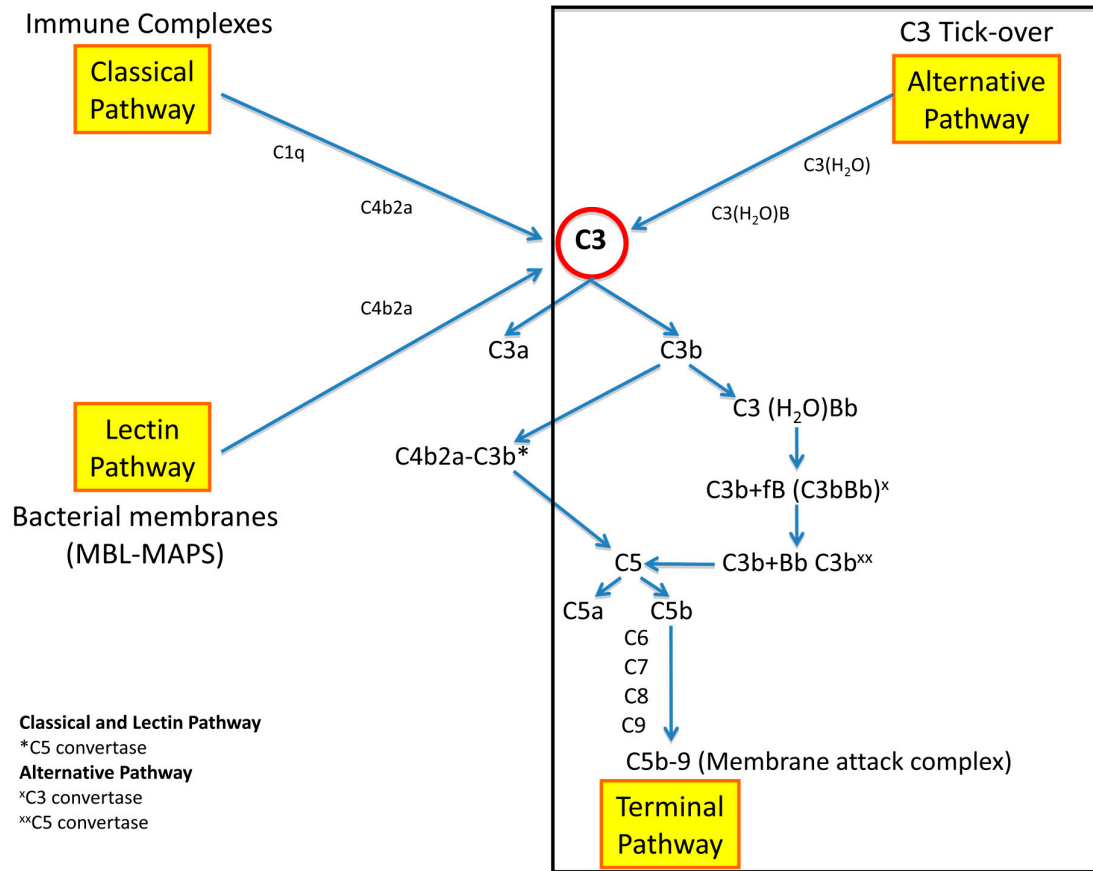 Immune Complexes
Classical
Pathway
C1q
C4b2a
C3 Tick-over
Alternative
Pathway
C3(H₂O)
C3(H₂O)B
C3
C4b2a
Lectin
Pathway
Bacterial membranes
(MBL-MAPS)
C3a
C3b
C3 (H₂O)Bb
C4b2a-C3b*
C3b+fB (C3bBb)ˣ
C5
C3b+Bb C3bˣˣ
C5a
C5b
C6
C7
C8
C9
C5b-9 (Membrane attack complex)
Terminal
Pathway
Classical and Lectin Pathway
*C5 convertase
Alternative Pathway
ˣC3 convertase
ˣˣC5 convertase